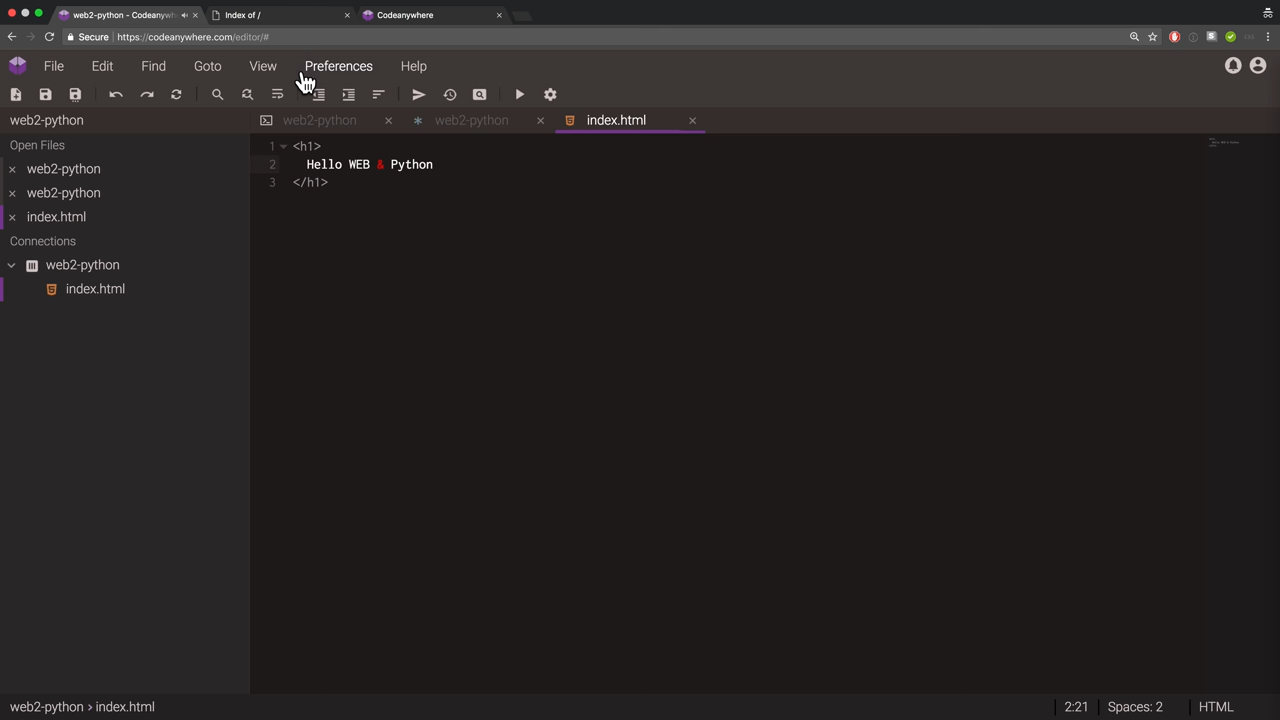 web2-python - Codeanywh
Index of /
Codeanywhere
Secure
https://codeanywhere.com/editor/#
File Edit Find Goto View Preferences Help
web2-python
web2-python
web2-python
index.html
Open Files
web2-python
web2-python
index.html
Connections
web2-python
index.html
1 <h1>
2 Hello WEB & Python
3 </h1>
web2-python > index.html
2:21
Spaces: 2
HTML